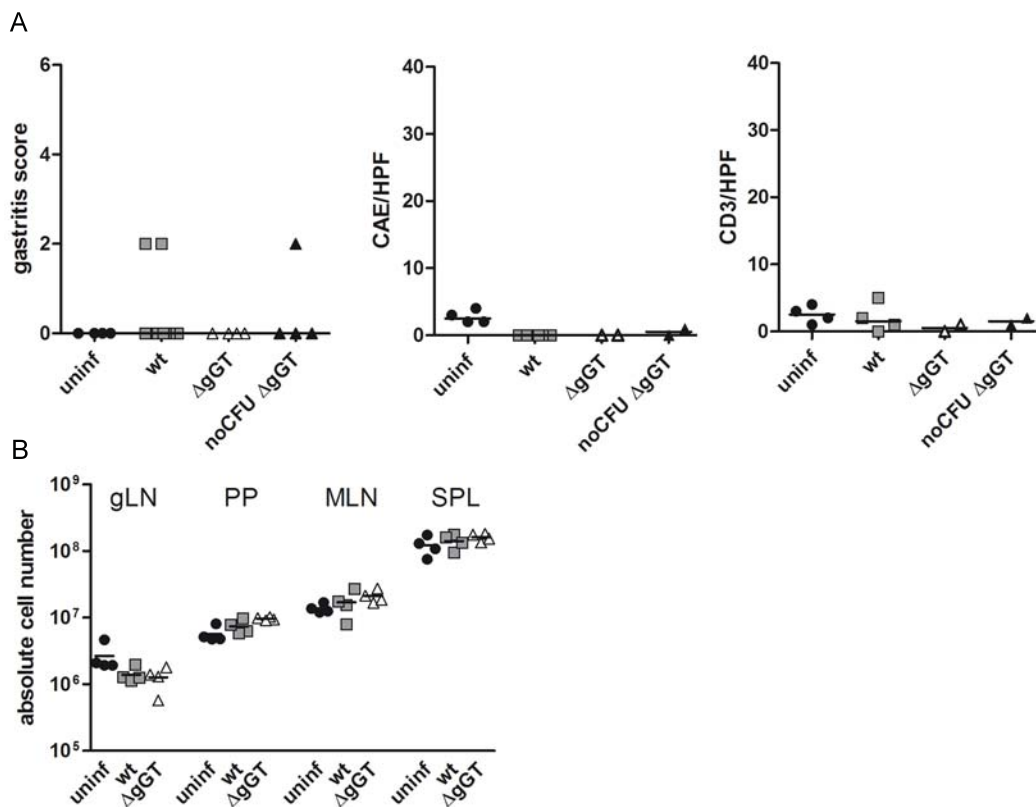 A
gastritis score
6
4
2
0
uninf
wt
ΔgGT
noCFU ΔgGT
CAE/HPF
40
30
20
10
0
uninf
wt
ΔgGT
noCFU ΔgGT
CD3/HPF
40
30
20
10
0
uninf
wt
ΔgGT
noCFU ΔgGT
B
absolute cell number
10⁹
10⁸
10⁷
10⁶
10⁵
gLN PP MLN SPL
uninf
wt
ΔgGT
uninf
wt
ΔgGT
uninf
wt
ΔgGT
uninf
wt
ΔgGT